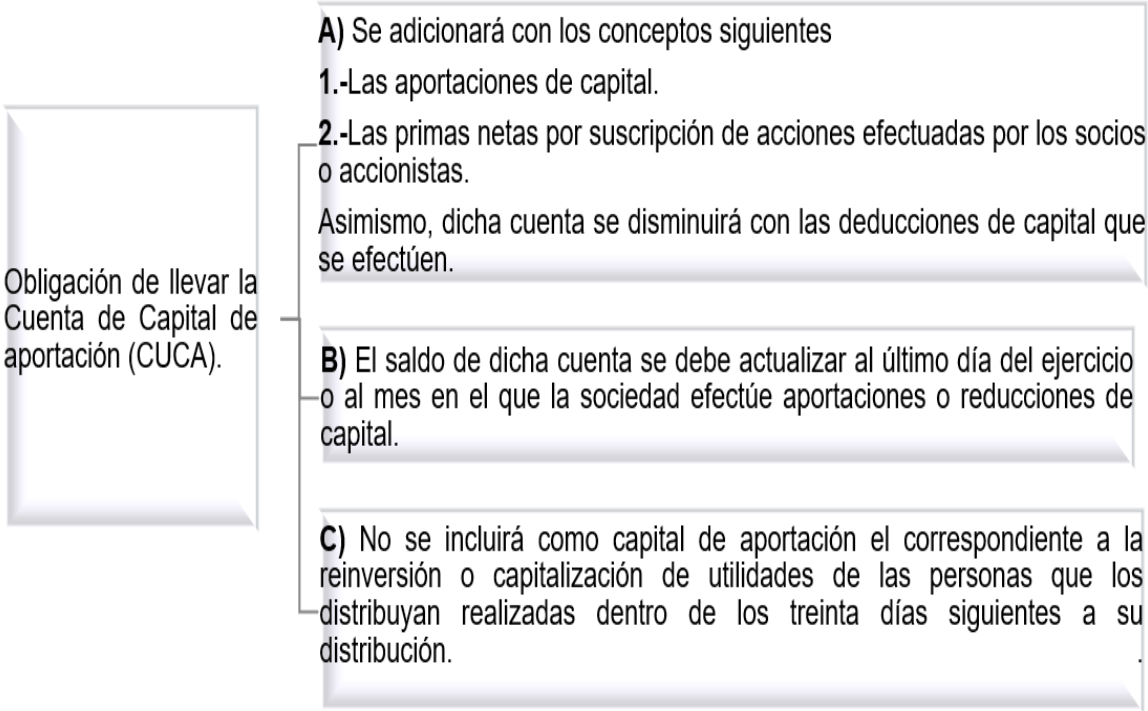 Obligación de llevar la
Cuenta de Capital de
aportación (CUCA).
A) Se adicionará con los conceptos siguientes
1.-Las aportaciones de capital.
2.-Las primas netas por suscripción de acciones efectuadas por los socios
o accionistas.
Asimismo, dicha cuenta se disminuirá con las deducciones de capital que
se efectúen.
B) El saldo de dicha cuenta se debe actualizar al último día del ejercicio
o al mes en el que la sociedad efectúe aportaciones o reducciones de
capital.
C) No se incluirá como capital de aportación el correspondiente a la
reinversión o capitalización de utilidades de las personas que los
distribuyan realizadas dentro de los treinta días siguientes a su
distribución. .